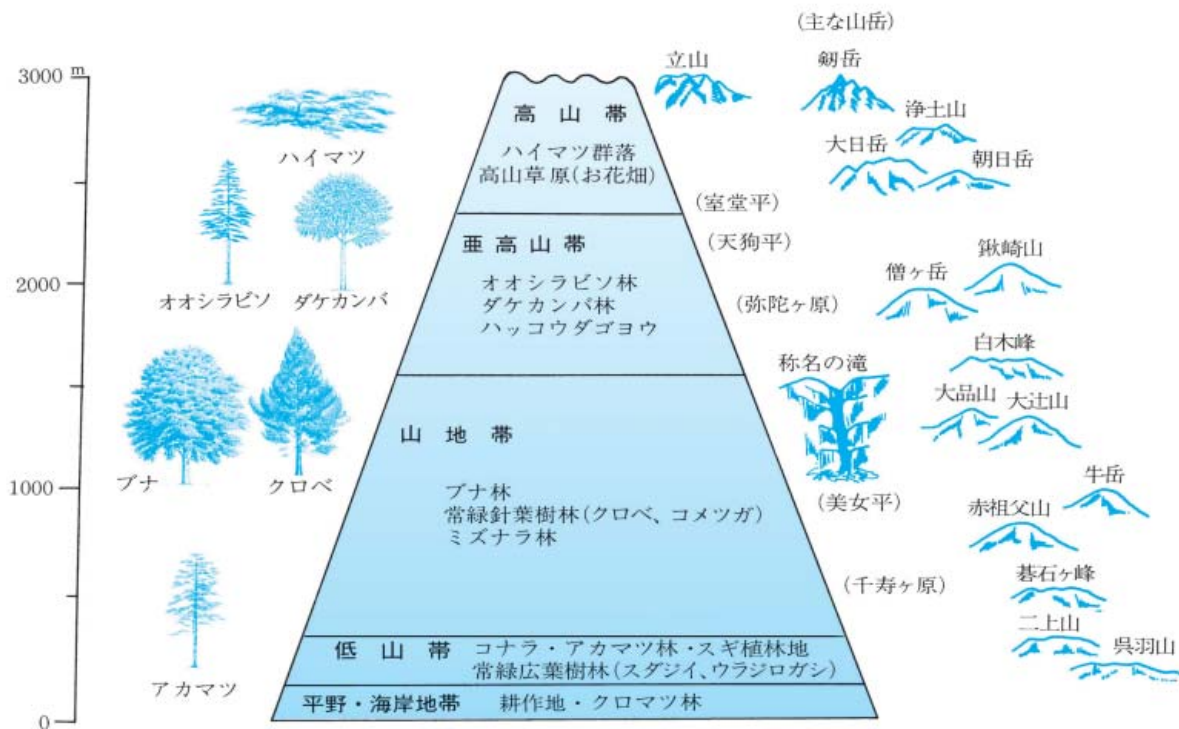 (主な山岳)
3000 m
2000
1000
0
ハイマツ
オオシラビソ
ダケカンバ
ブナ
クロベ
アカマツ
高山帯
ハイマツ群落
高山草原(お花畑)
亜高山帯
オオシラビソ林
ダケカンバ林
ハッコウダゴヨウ
山地帯
ブナ林
常緑針葉樹林(クロベ、コメツガ)
ミズナラ林
低山帯 コナラ・アカマツ林・スギ植林地
常緑広葉樹林(スダジイ、ウラジロガシ)
平野・海岸地帯 耕作地・クロマツ林
(室堂平)
(天狗平)
(弥陀ヶ原)
称名の滝
(美女平)
(千寿ヶ原)
立山
剱岳
浄土山
大日岳
朝日岳
鍬崎山
僧ヶ岳
白木峰
大品山
大辻山
牛岳
赤祖父山
碁石ヶ峰
二上山
呉羽山